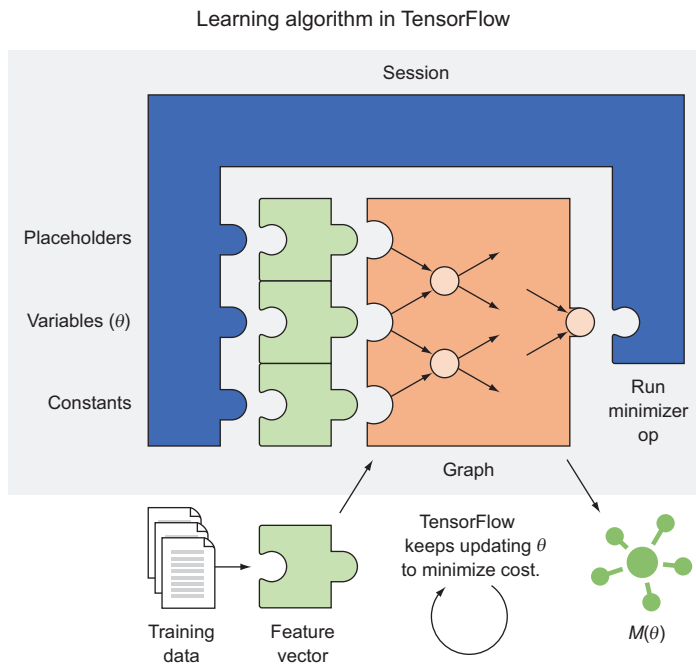 Learning algorithm in TensorFlow
Session
Placeholders
Variables (θ)
Constants
Run
minimizer
op
Graph
TensorFlow
keeps updating θ
to minimize cost.
Training
data
Feature
vector
M(θ)